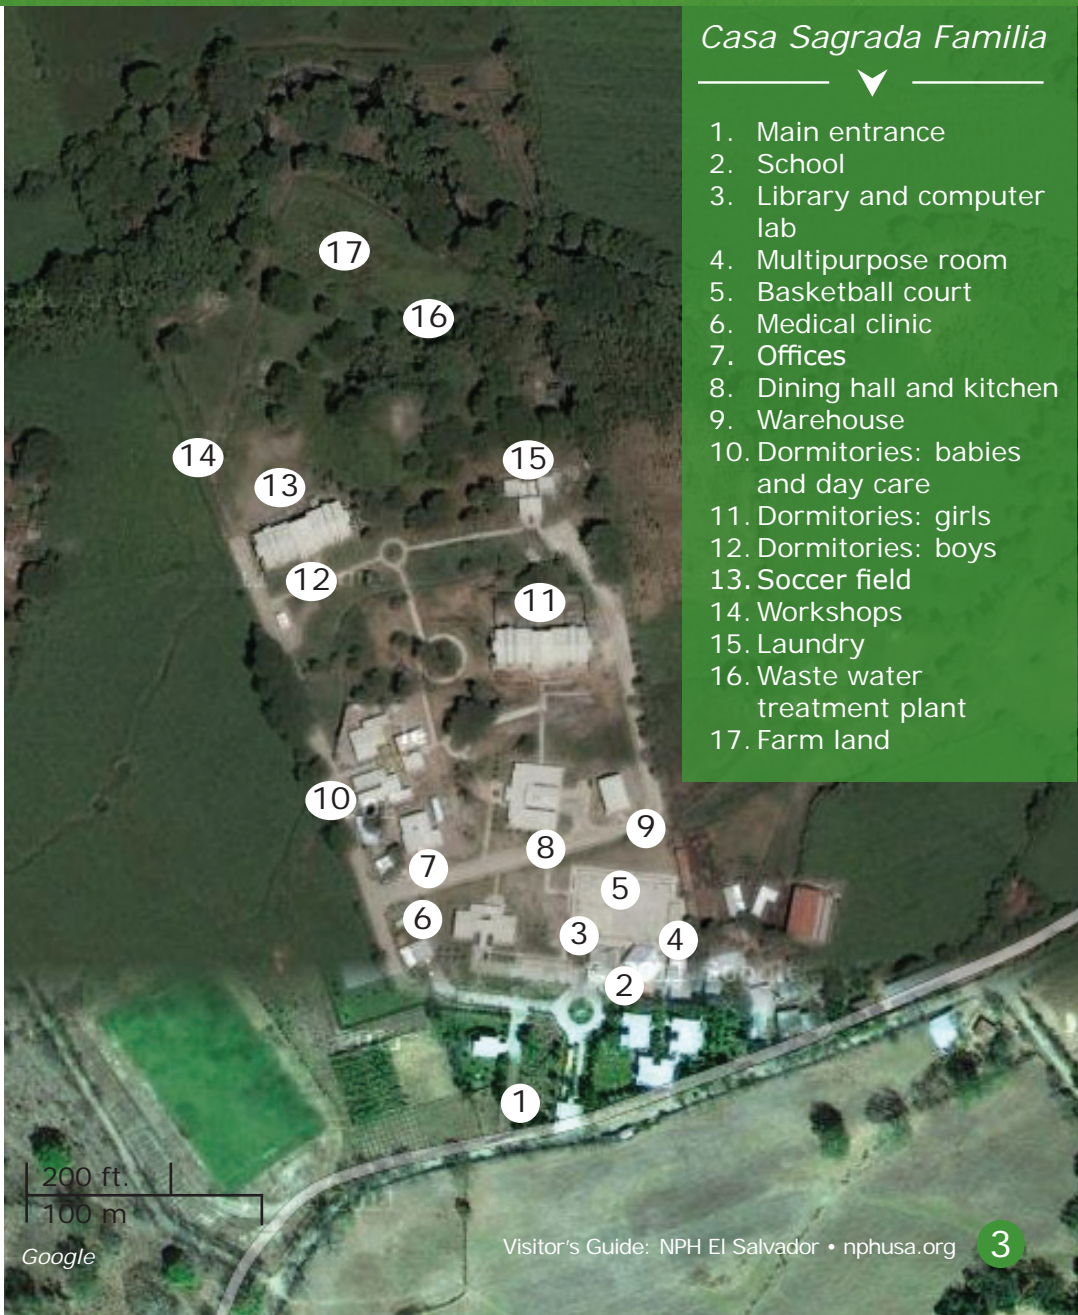 Casa Sagrada Familia
1. Main entrance
2. School
3. Library and computer
lab
4. Multipurpose room
5. Basketball court
6. Medical clinic
7. Offices
8. Dining hall and kitchen
9. Warehouse
10. Dormitories: babies
and day care
11. Dormitories: girls
12. Dormitories: boys
13. Soccer field
14. Workshops
15. Laundry
16. Waste water
treatment plant
17. Farm land
17
16
14
15
13
12
11
10
9
8
7
5
6
3
4
2
1
200 ft.
100 m
Google
Visitor's Guide: NPH El Salvador • nphusa.org 3